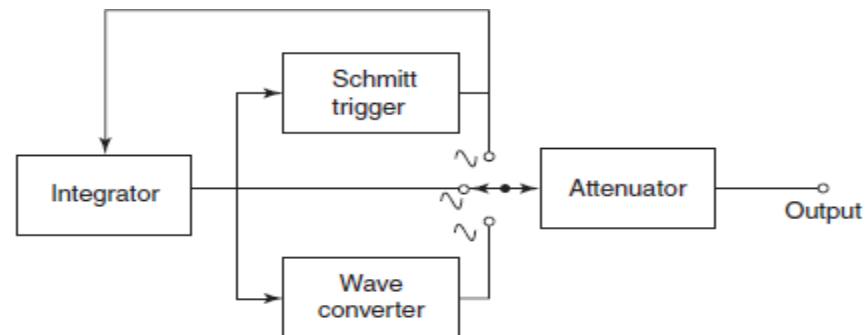 Schmitt
trigger
Integrator
Attenuator
Output
Wave
converter